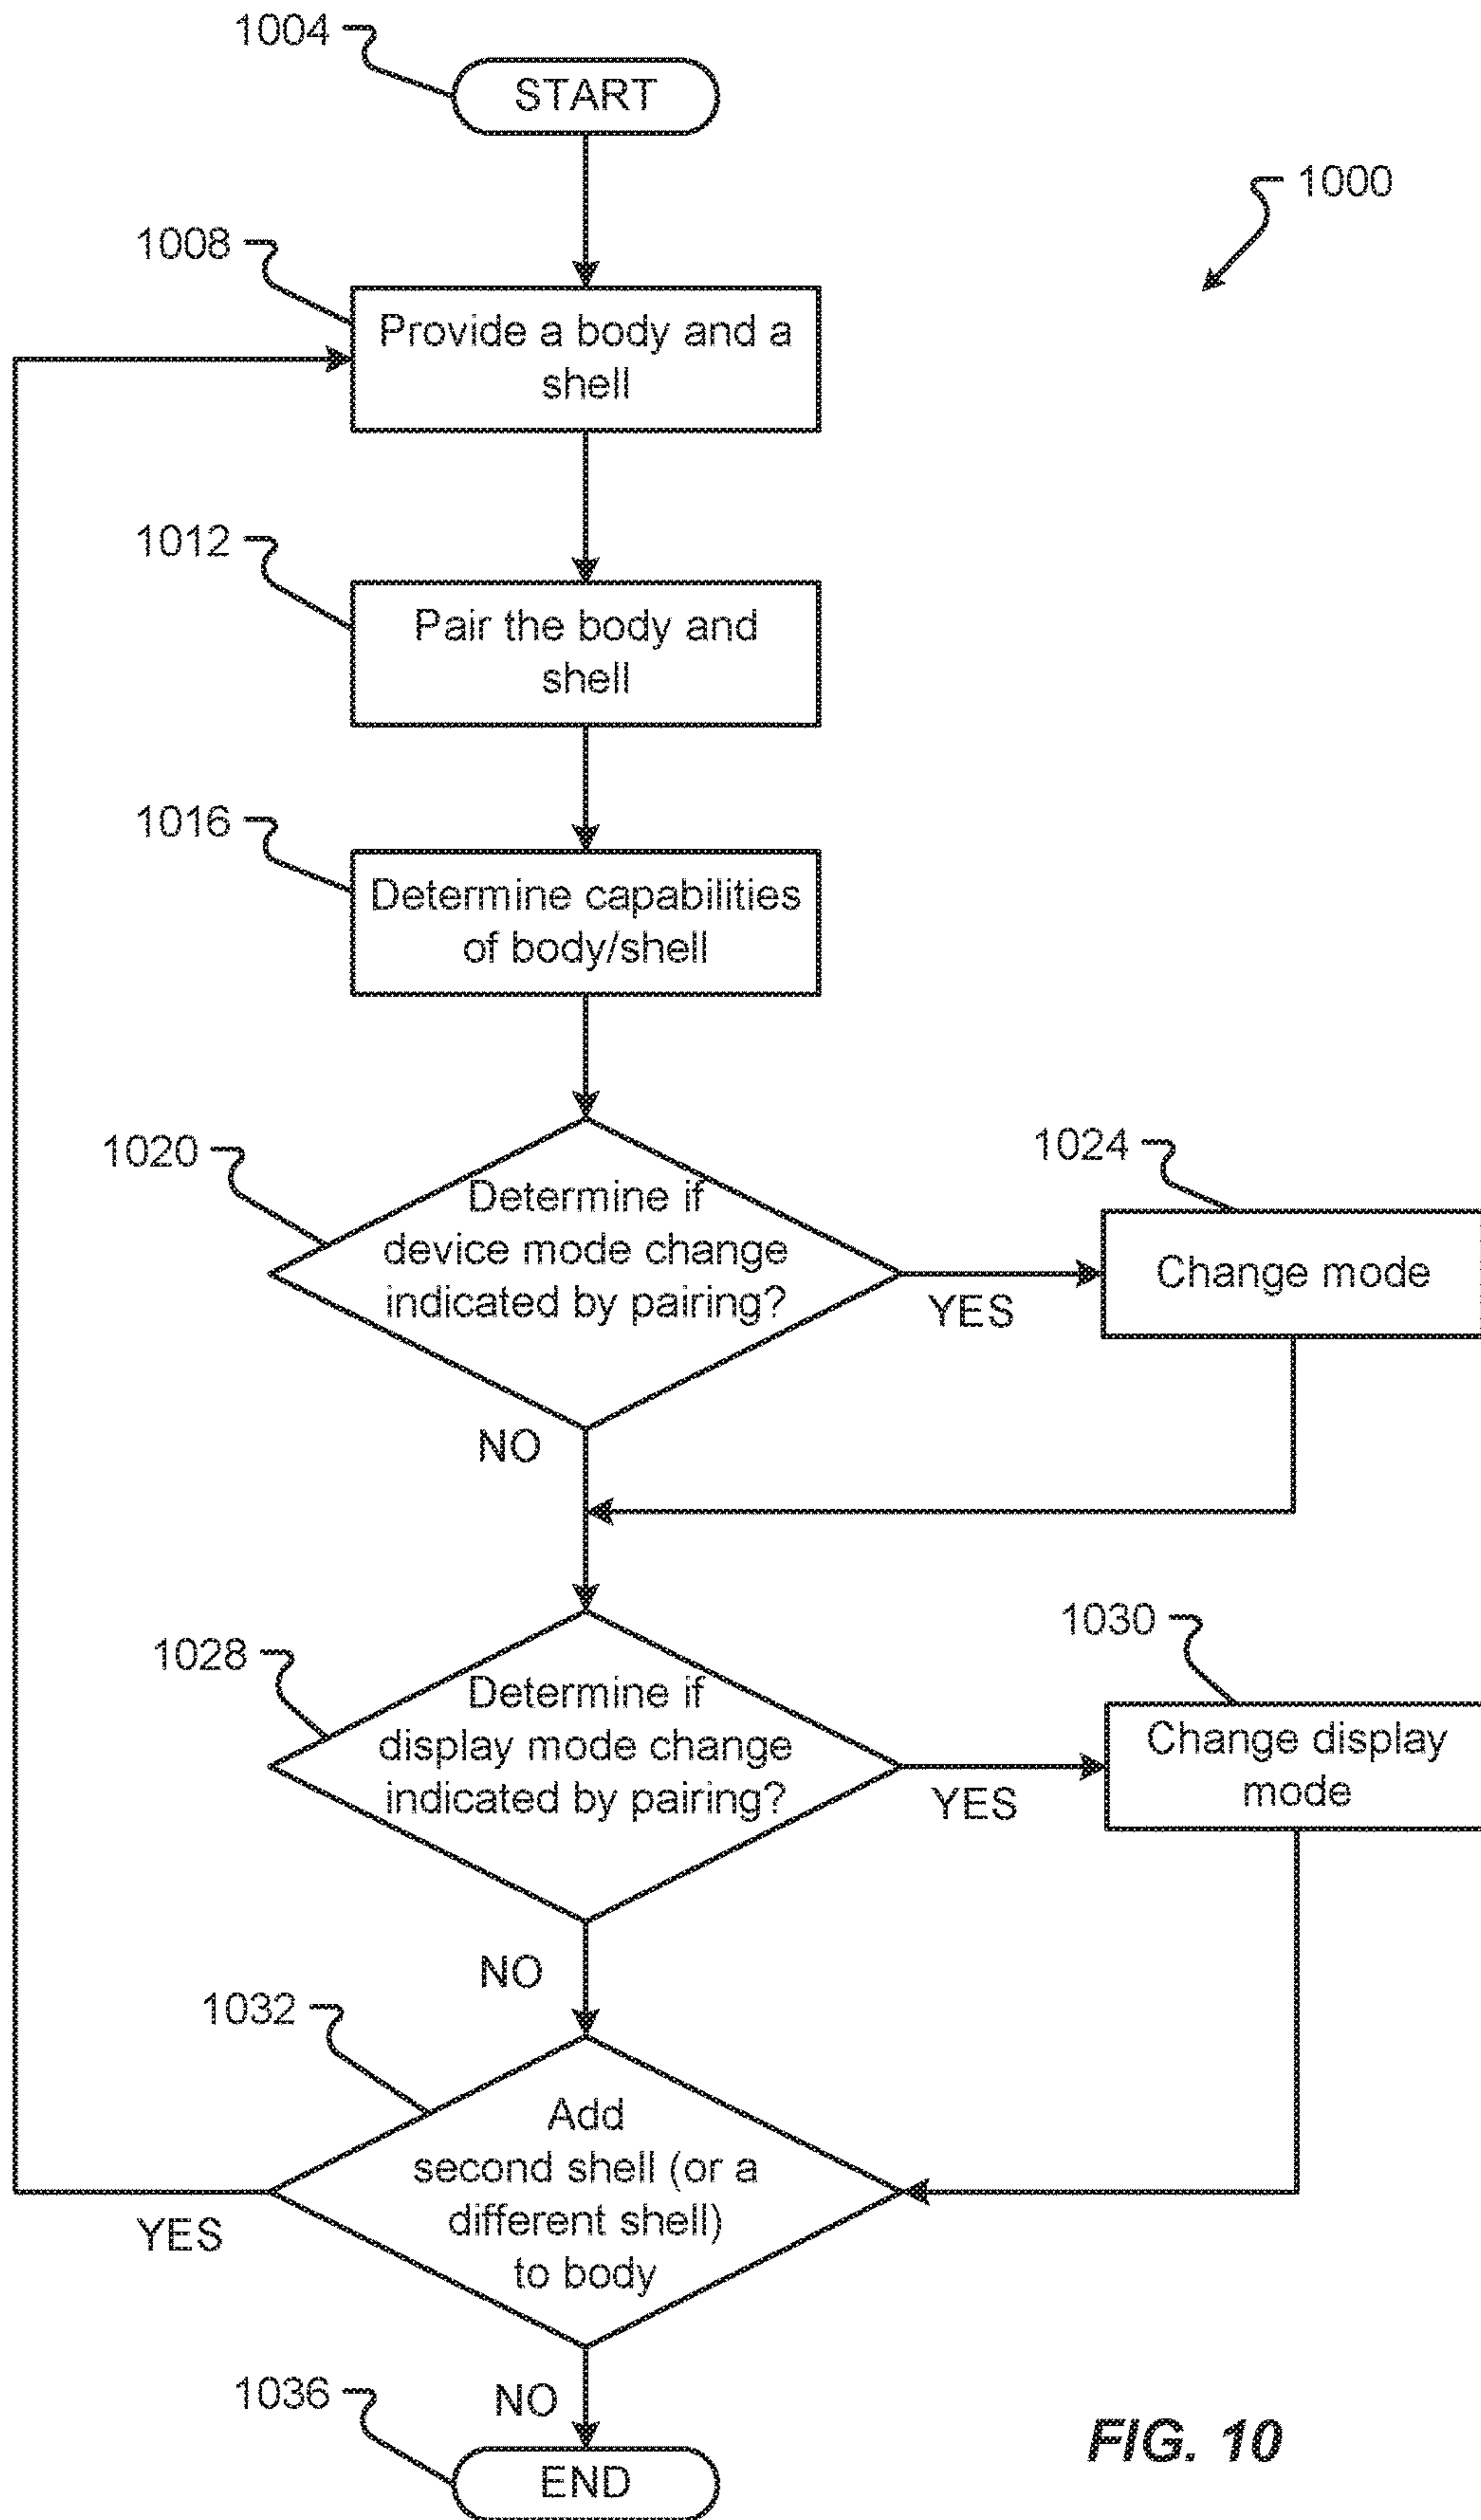 1004
START
1000
1008
Provide a body and a
shell
1012
Pair the body and
shell
1016
Determine capabilities
of body/shell
1020
Determine if
device mode change
indicated by pairing?
YES
1024
Change mode
NO
1028
Determine if
display mode change
indicated by pairing?
YES
1030
Change display
mode
NO
1032
Add
second shell (or a
different shell)
to body
YES
NO
1036
END
FIG. 10